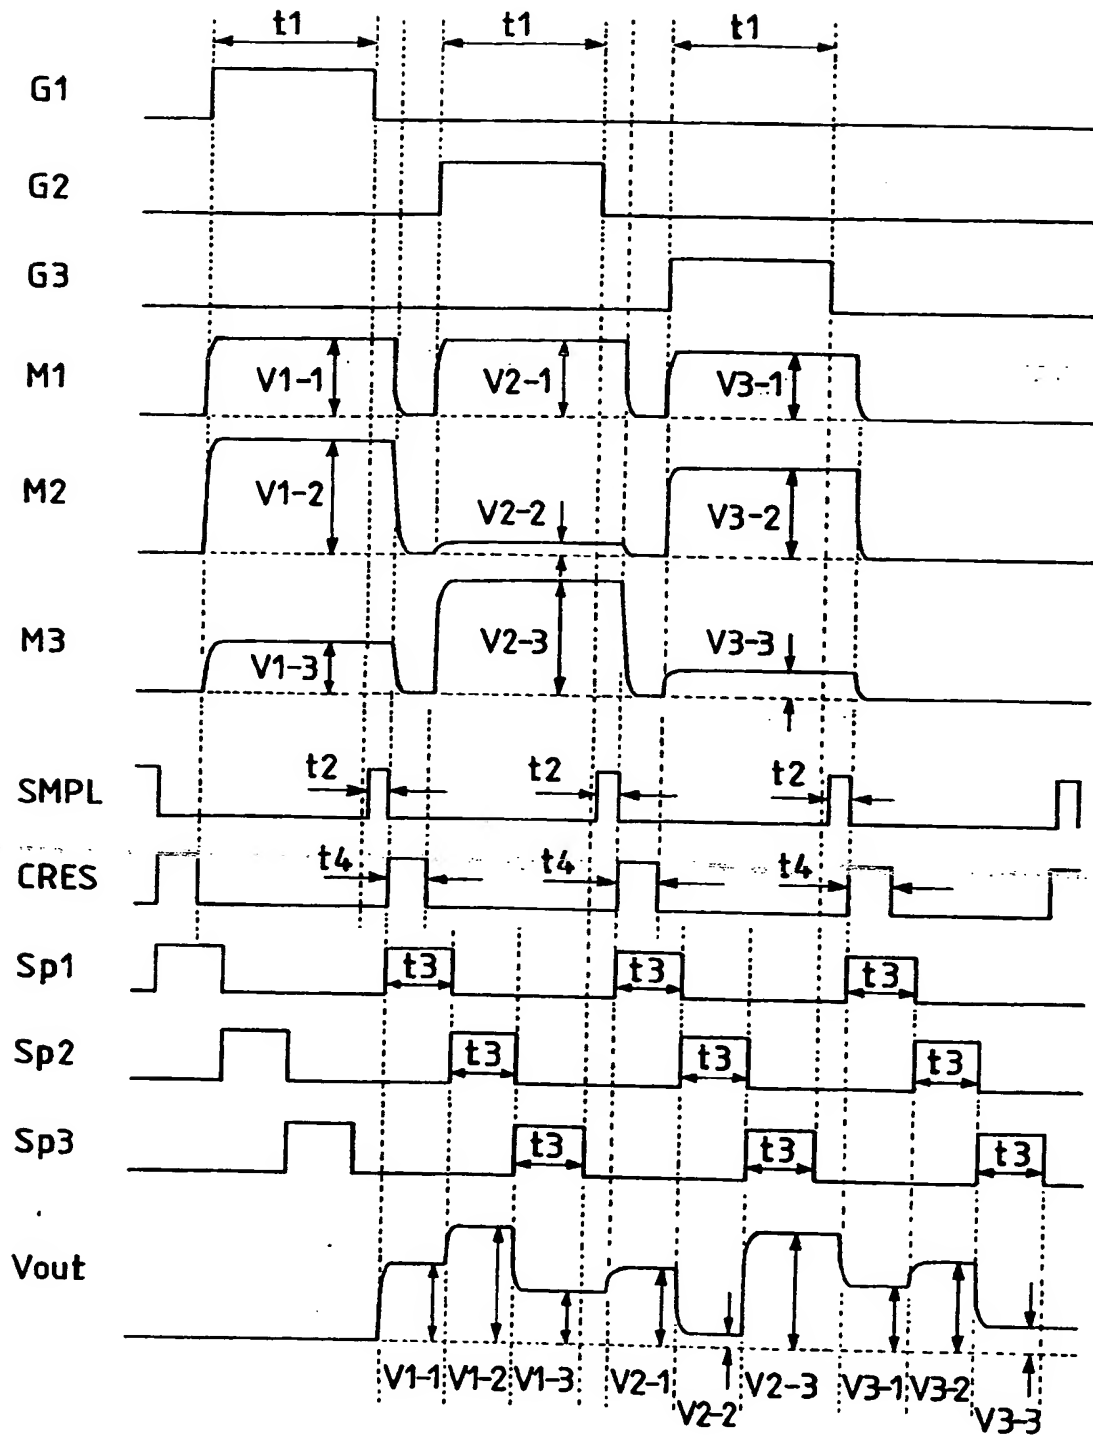 t1 t1 t1
G1
G2
G3
M1 V1-1 V2-1 V3-1
M2 V1-2 V2-2 V3-2
M3 V1-3 V2-3 V3-3
SMPL t2 t2 t2
CRES t4 t4 t4
Sp1 t3 t3 t3
Sp2 t3 t3 t3
Sp3 t3 t3 t3
Vout
V1-1 V1-2 V1-3 V2-1 V2-2 V2-3 V3-1 V3-2 V3-3